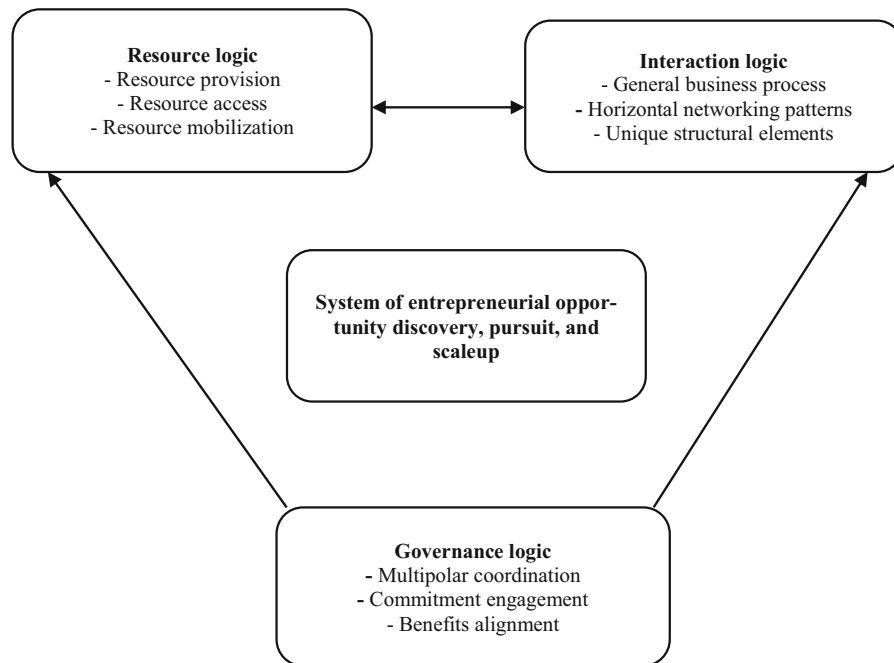 Resource logic
- Resource provision
- Resource access
- Resource mobilization
Interaction logic
- General business process
- Horizontal networking patterns
- Unique structural elements
System of entrepreneurial oppor-
tunity discovery, pursuit, and
scaleup
Governance logic
- Multipolar coordination
- Commitment engagement
- Benefits alignment